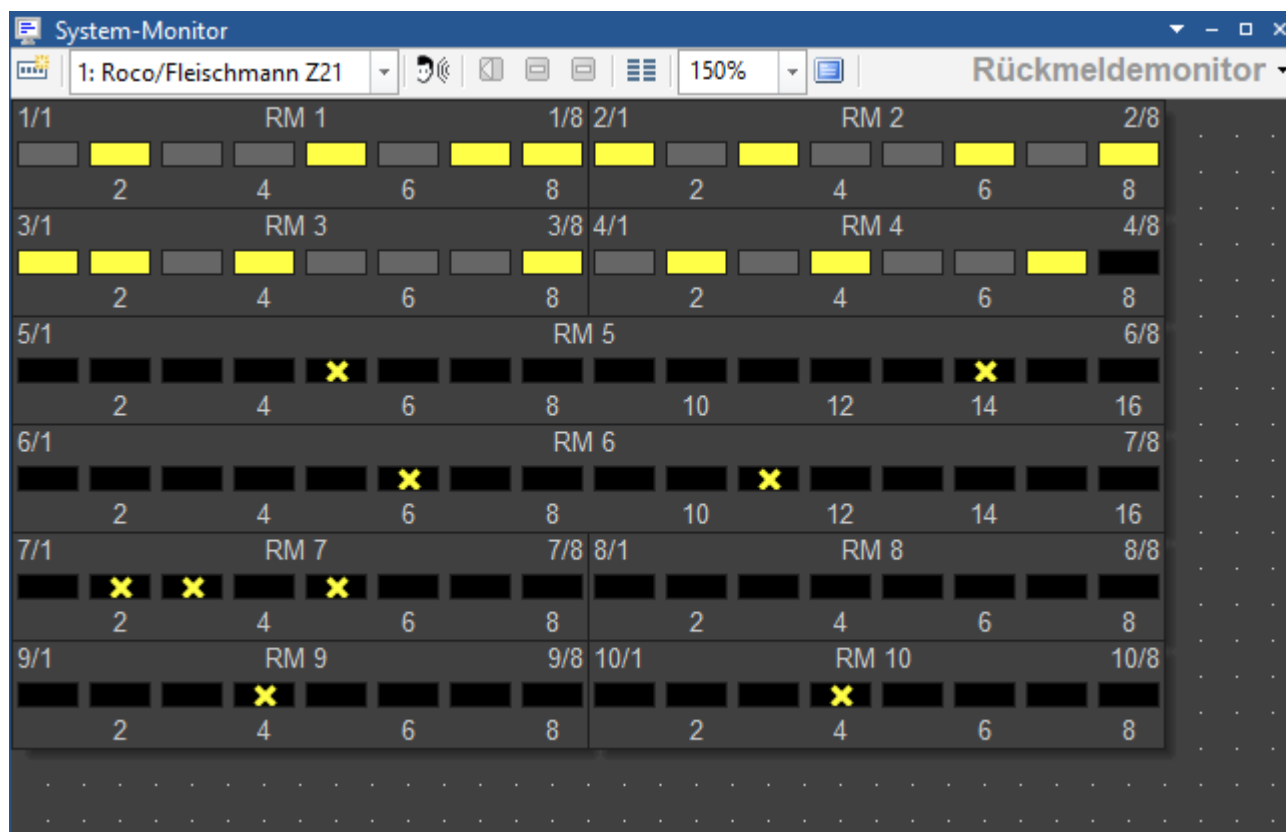 System-Monitor
1: Roco/Fleischmann Z21 150% Rückmeldemonitor
1/1 RM 1 1/8 2/1 RM 2 2/8
2 4 6 8 2 4 6 8
3/1 RM 3 3/8 4/1 RM 4 4/8
2 4 6 8 2 4 6 8
5/1 RM 5 6/8
2 4 6 8 10 12 14 16
6/1 RM 6 7/8
2 4 6 8 10 12 14 16
7/1 RM 7 7/8 8/1 RM 8 8/8
2 4 6 8 2 4 6 8
9/1 RM 9 9/8 10/1 RM 10 10/8
2 4 6 8 2 4 6 8